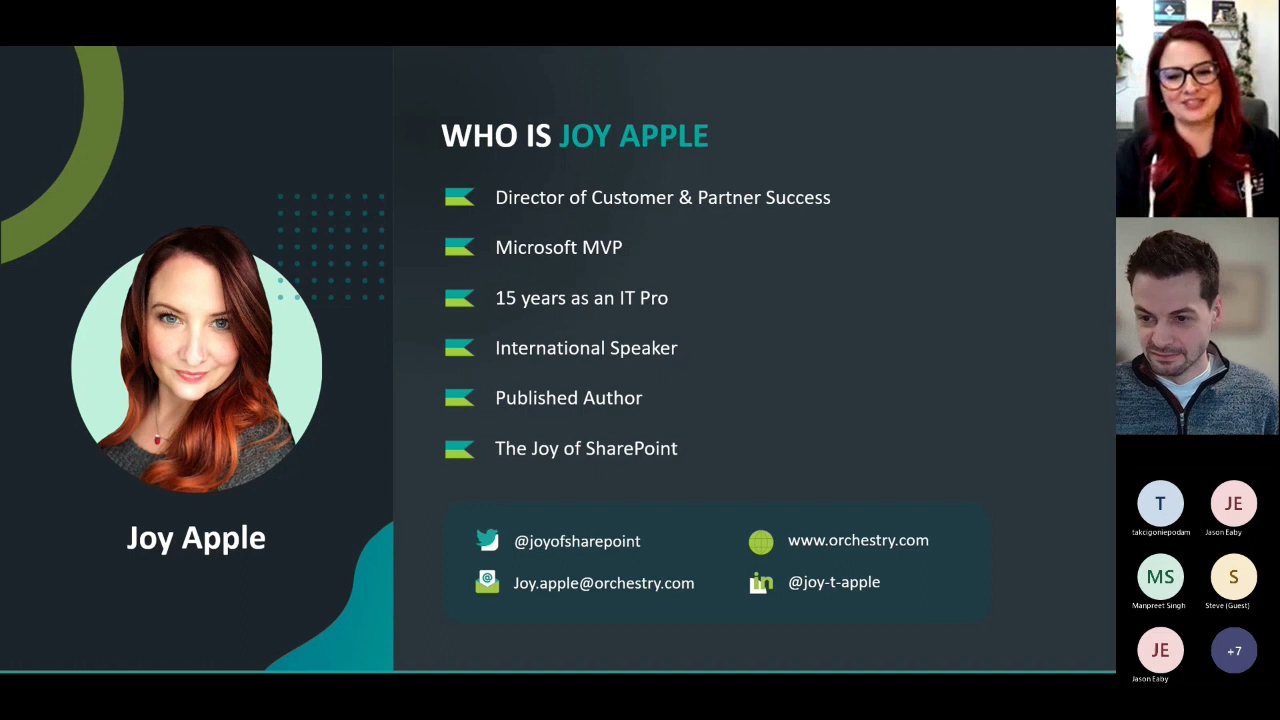 WHO IS JOY APPLE
Director of Customer & Partner Success
Microsoft MVP
15 years as an IT Pro
International Speaker
Published Author
The Joy of SharePoint
Joy Apple
@joyofsharepoint
www.orchestry.com
Joy.apple@orchestry.com
@joy-t-apple
T
JE
takcigoniepodam
Jason Eaby
MS
S
Manpreet Singh
Steve (Guest)
JE
+7
Jason Eaby